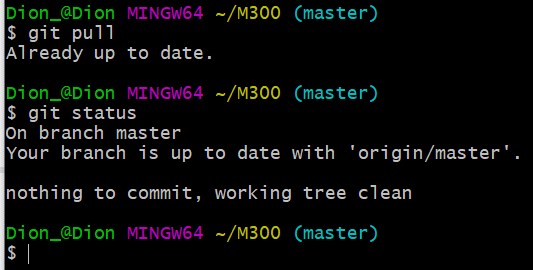 Dion_@Dion MINGW64 ~/M300 (master)
$ git pull
Already up to date.
Dion_@Dion MINGW64 ~/M300 (master)
$ git status
On branch master
Your branch is up to date with 'origin/master'.
nothing to commit, working tree clean
Dion_@Dion MINGW64 ~/M300 (master)
$